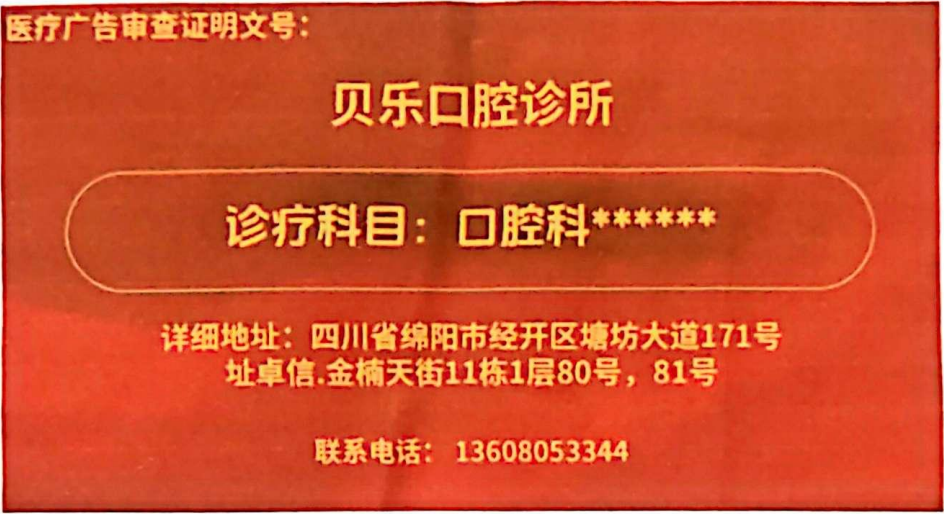 医疗广告审查证明文号：
贝乐口腔诊所
诊疗科目：口腔科******
详细地址：四川省绵阳市经开区塘坊大道171号
址卓信.金楠天街11栋1层80号，81号
联系电话： 13608053344